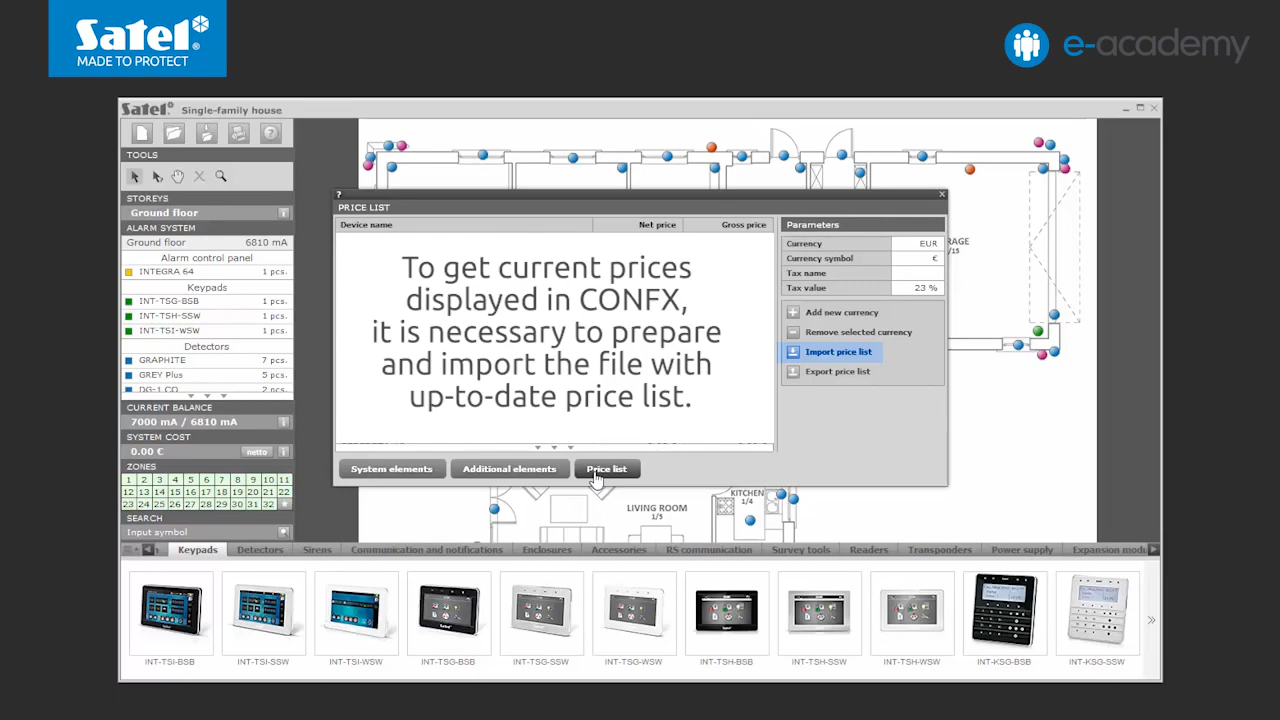 Satel®
MADE TO PROTECT
e-academy
Satel® Single-family house
TOOLS
STOREYS
Ground floor
ALARM SYSTEM
Ground floor 6810 mA
Alarm control panel
INTEGRA 64 1 pcs.
Keypads
INT-TSG-BSB 1 pcs.
INT-TSH-SSW 1 pcs.
INT-TSI-WSW 1 pcs.
Detectors
GRAPHITE 7 pcs.
GREY Plus 5 pcs.
DG-1 CO 2 pcs.
CURRENT BALANCE
7000 mA / 6810 mA
SYSTEM COST
0.00 € netto
ZONES
1 2 3 4 5 6 7 8 9 10 11
12 13 14 15 16 17 18 19 20 21 22
23 24 25 26 27 28 29 30 31 32
SEARCH
Input symbol
?
PRICE LIST
Device name Net price Gross price
To get current prices
displayed in CONFX,
it is necessary to prepare
and import the file with
up-to-date price list.
Parameters
Currency EUR
Currency symbol €
Tax name
Tax value 23 %
Add new currency
Remove selected currency
Import price list
Export price list
System elements Additional elements Price list
RAGE
/15
LIVING ROOM
1/5
KITCHEN
1/4
Keypads Detectors Sirens Communication and notifications Enclosures Accessories RS communication Survey tools Readers Transponders Power supply Expansion modu
INT-TSI-BSB INT-TSI-SSW INT-TSI-WSW INT-TSG-BSB INT-TSG-SSW INT-TSG-WSW INT-TSH-BSB INT-TSH-SSW INT-TSH-WSW INT-KSG-BSB INT-KSG-SSW